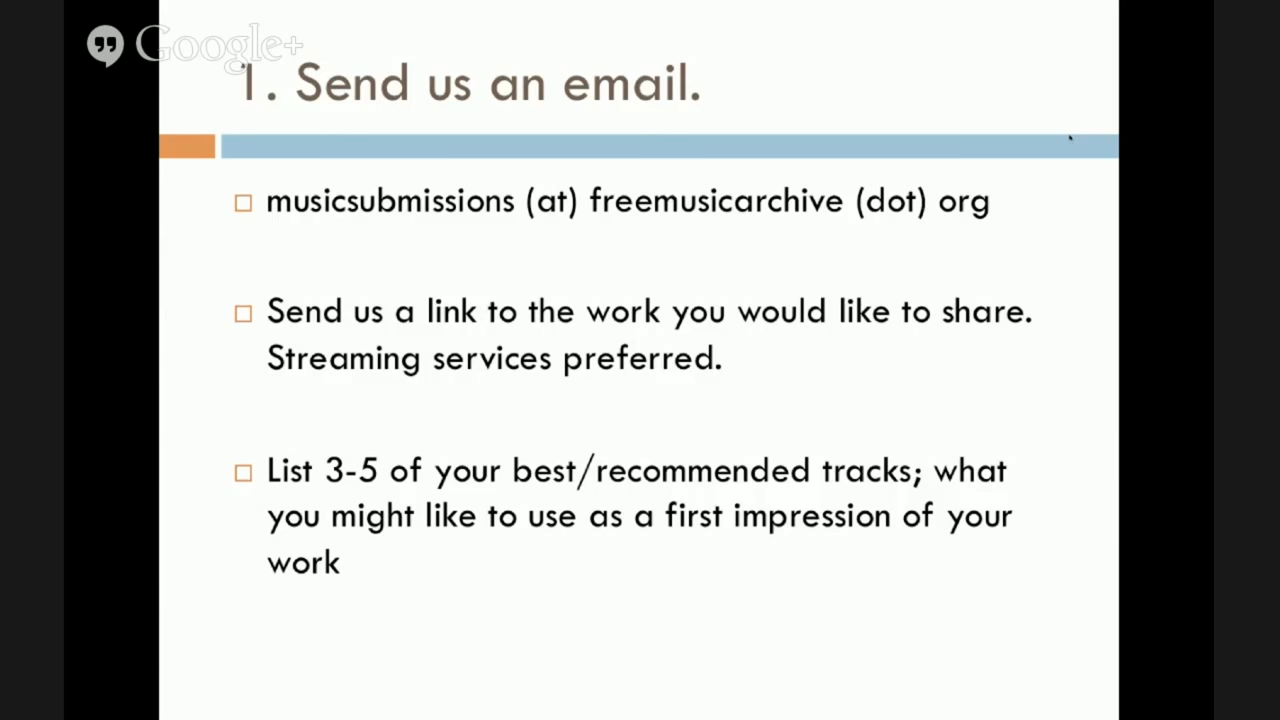 Google+
1. Send us an email.
musicsubmissions (at) freemusicarchive (dot) org
Send us a link to the work you would like to share.
Streaming services preferred.
List 3-5 of your best/recommended tracks; what
you might like to use as a first impression of your
work